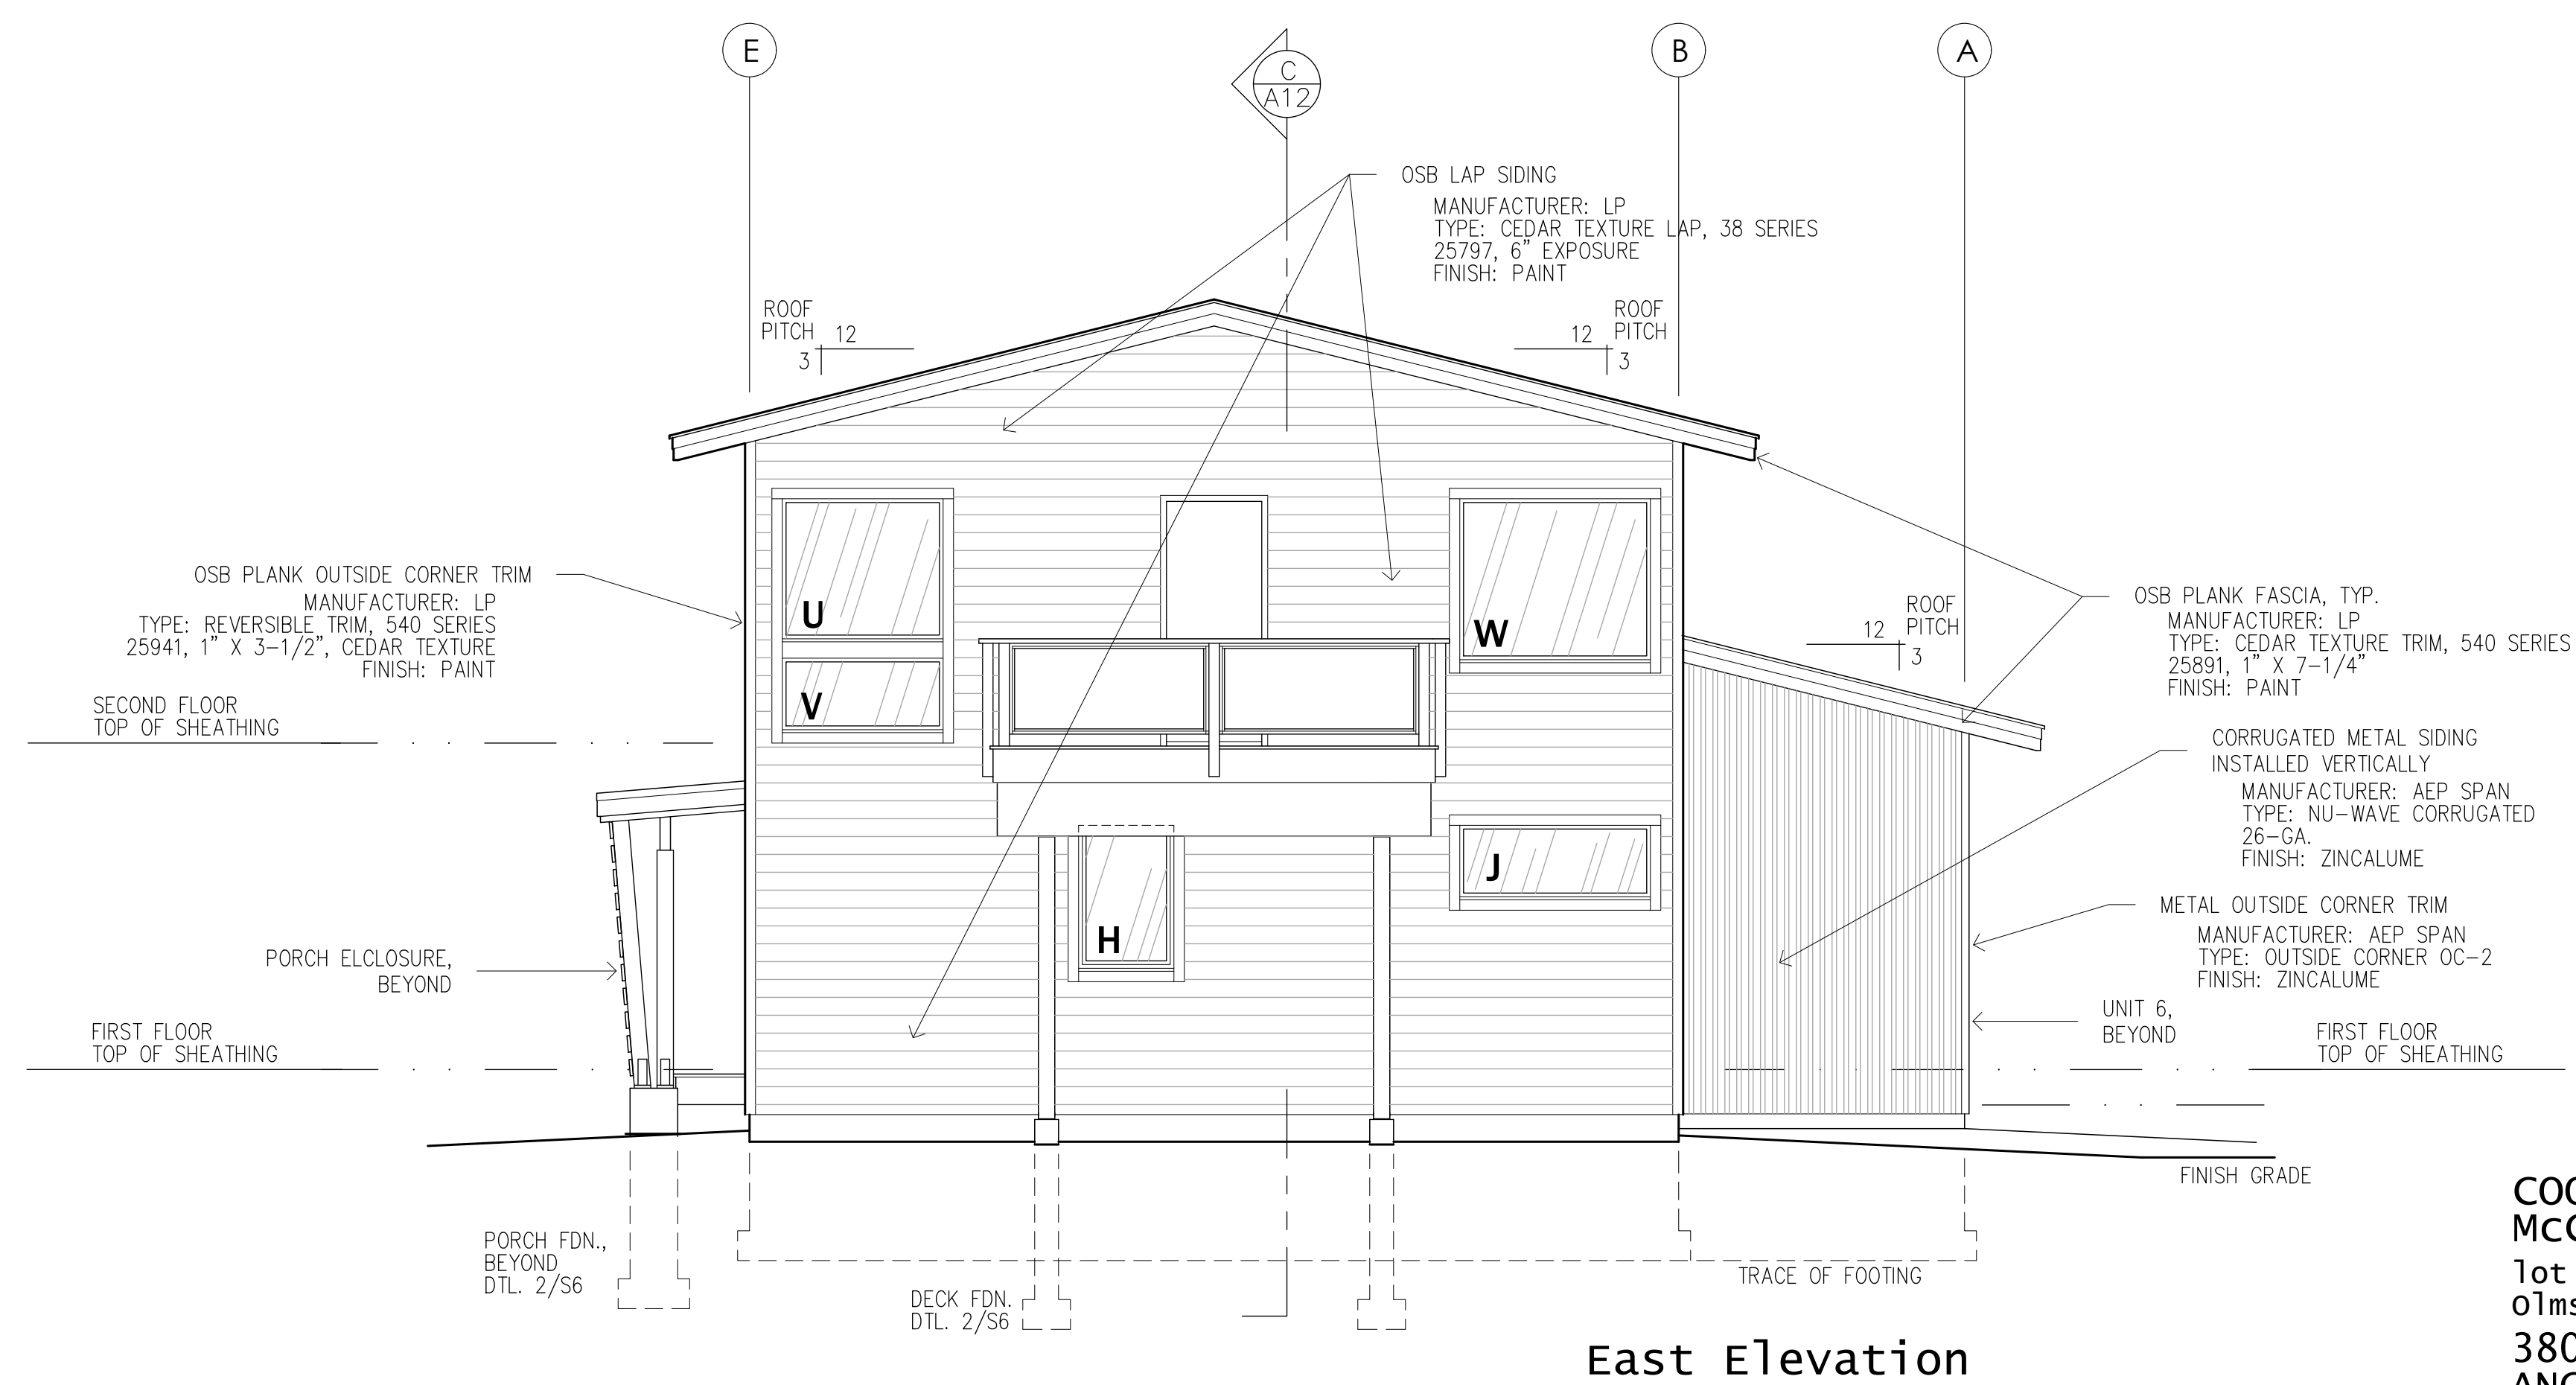 E
C
A12
B
A
OSB LAP SIDING
MANUFACTURER: LP
TYPE: CEDAR TEXTURE LAP, 38 SERIES
25797, 6" EXPOSURE
FINISH: PAINT
ROOF
PITCH
12
3
ROOF
PITCH
12
3
OSB PLANK OUTSIDE CORNER TRIM
MANUFACTURER: LP
TYPE: REVERSIBLE TRIM, 540 SERIES
25941, 1" X 3-1/2", CEDAR TEXTURE
FINISH: PAINT
SECOND FLOOR
TOP OF SHEATHING
U
V
W
H
J
ROOF
PITCH
12
3
OSB PLANK FASCIA, TYP.
MANUFACTURER: LP
TYPE: CEDAR TEXTURE TRIM, 540 SERIES
25891, 1" X 7-1/4"
FINISH: PAINT
CORRUGATED METAL SIDING
INSTALLED VERTICALLY
MANUFACTURER: AEP SPAN
TYPE: NU-WAVE CORRUGATED
26-GA.
FINISH: ZINCALUME
METAL OUTSIDE CORNER TRIM
MANUFACTURER: AEP SPAN
TYPE: OUTSIDE CORNER OC-2
FINISH: ZINCALUME
PORCH ELCLOSURE,
BEYOND
UNIT 6,
BEYOND
FIRST FLOOR
TOP OF SHEATHING
FIRST FLOOR
TOP OF SHEATHING
FINISH GRADE
PORCH FDN.,
BEYOND
DTL. 2/S6
DECK FDN.
DTL. 2/S6
TRACE OF FOOTING
East Elevation
lot
380